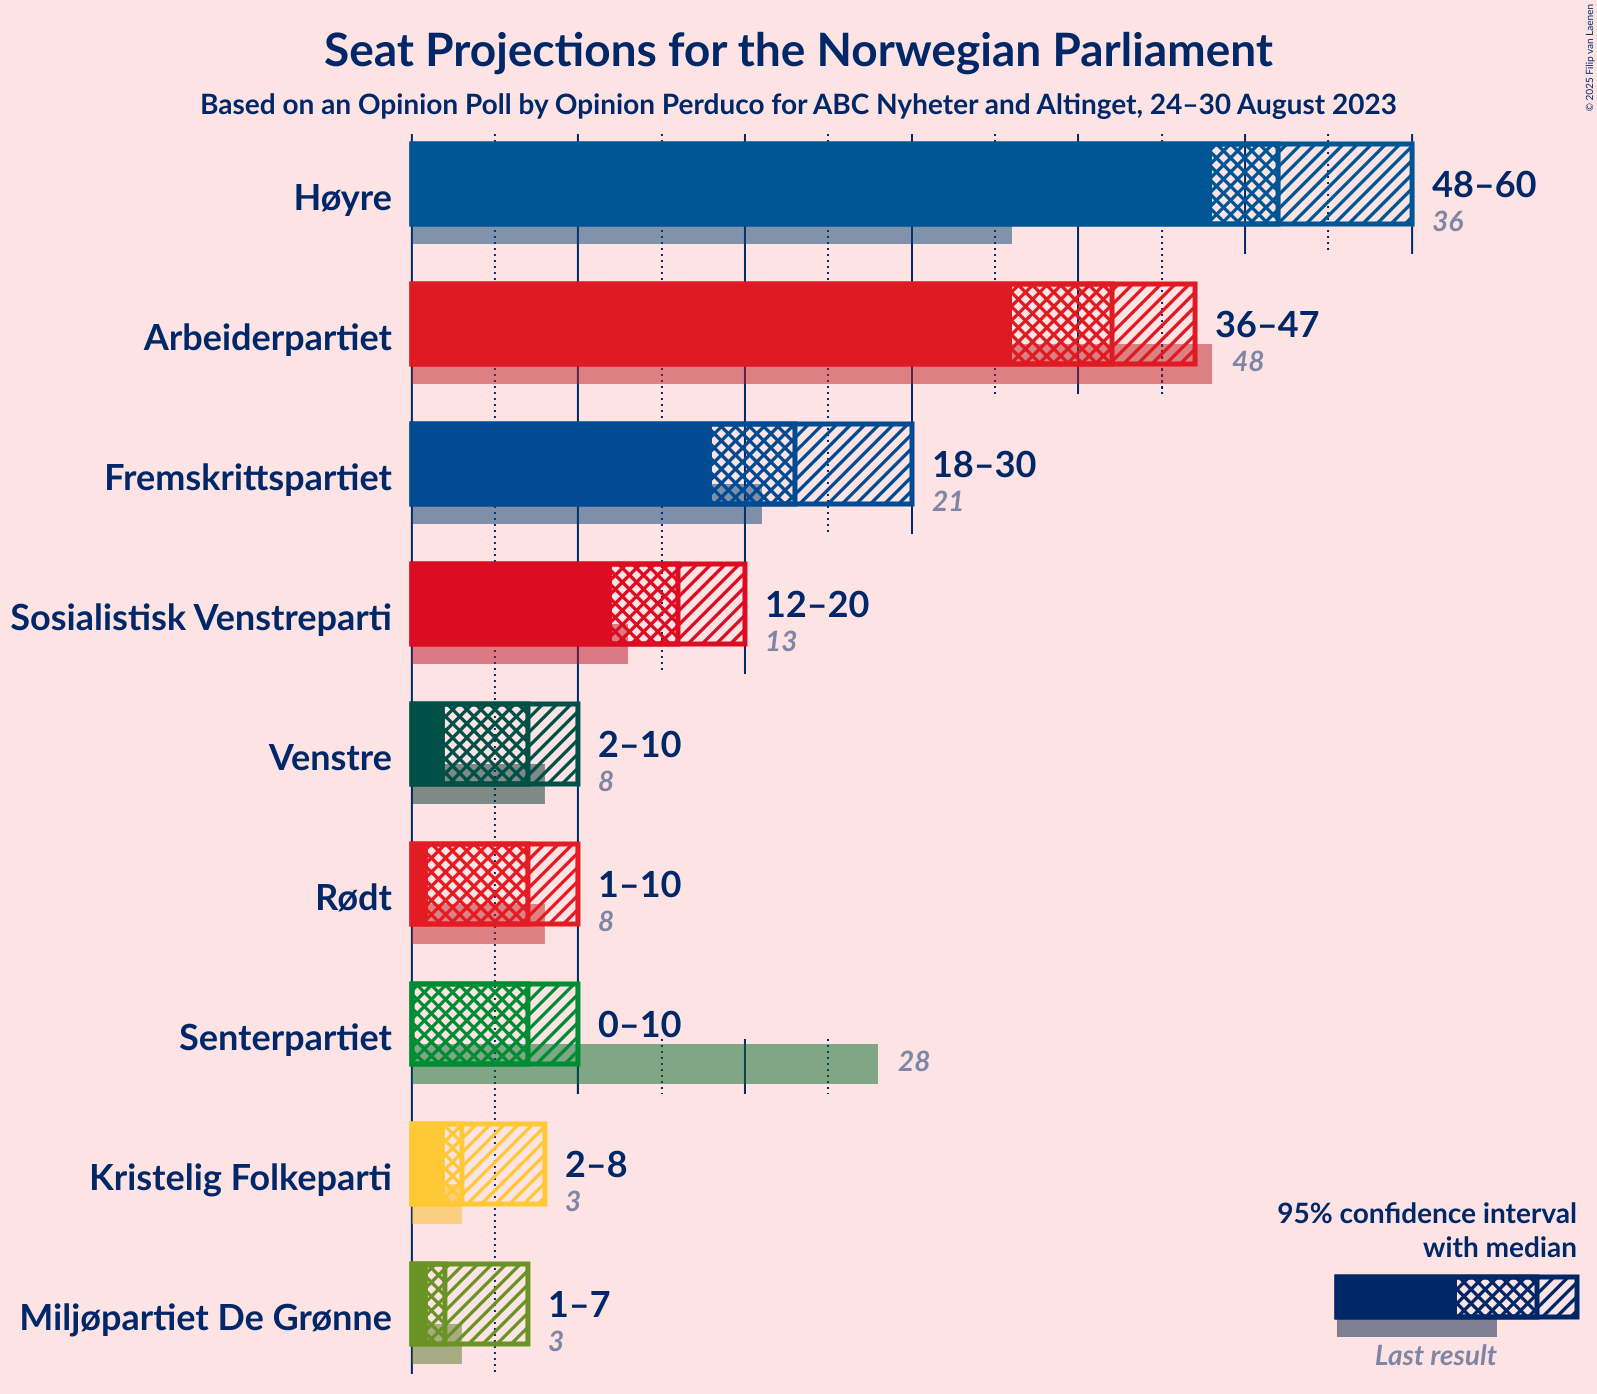 Seat Projections for the Norwegian Parliament
Based on an Opinion Poll by Opinion Perduco for ABC Nyheter and Altinget, 24–30 August 2023
© 2025 Filip van Laenen
Høyre
48–60
36
Arbeiderpartiet
36–47
48
Fremskrittspartiet
18–30
21
Sosialistisk Venstreparti
12–20
13
Venstre
2–10
8
Rødt
1–10
8
Senterpartiet
0–10
28
Kristelig Folkeparti
2–8
3
Miljøpartiet De Grønne
1–7
3
95% confidence interval
with median
Last result